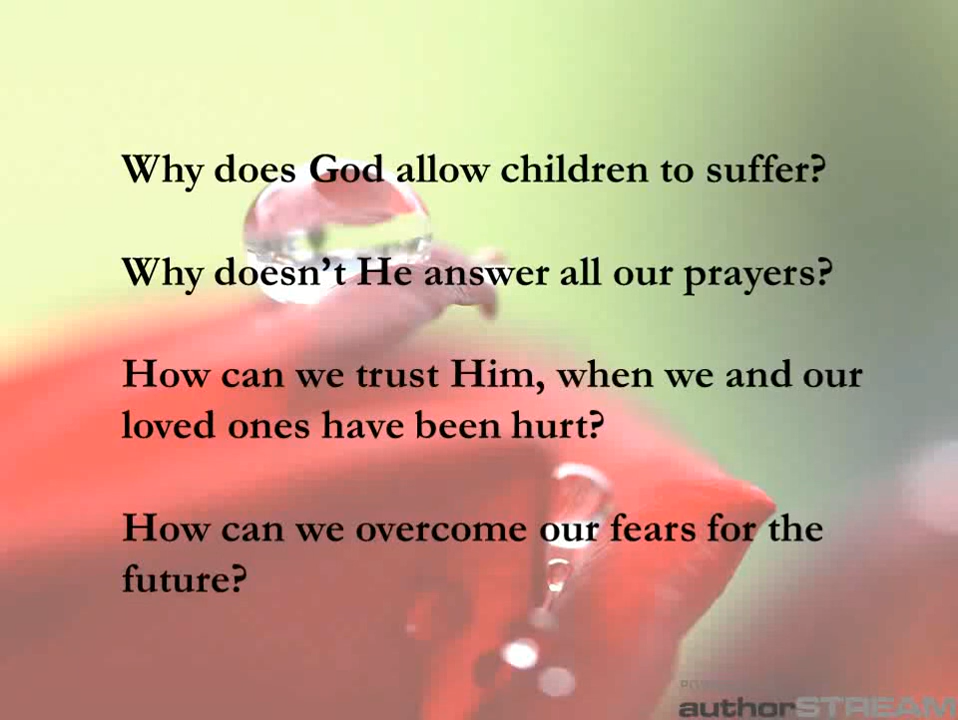 Why does God allow children to suffer?
Why doesn’t He answer all our prayers?
How can we trust Him, when we and our
loved ones have been hurt?
How can we overcome our fears for the
future?
authorSTREAM